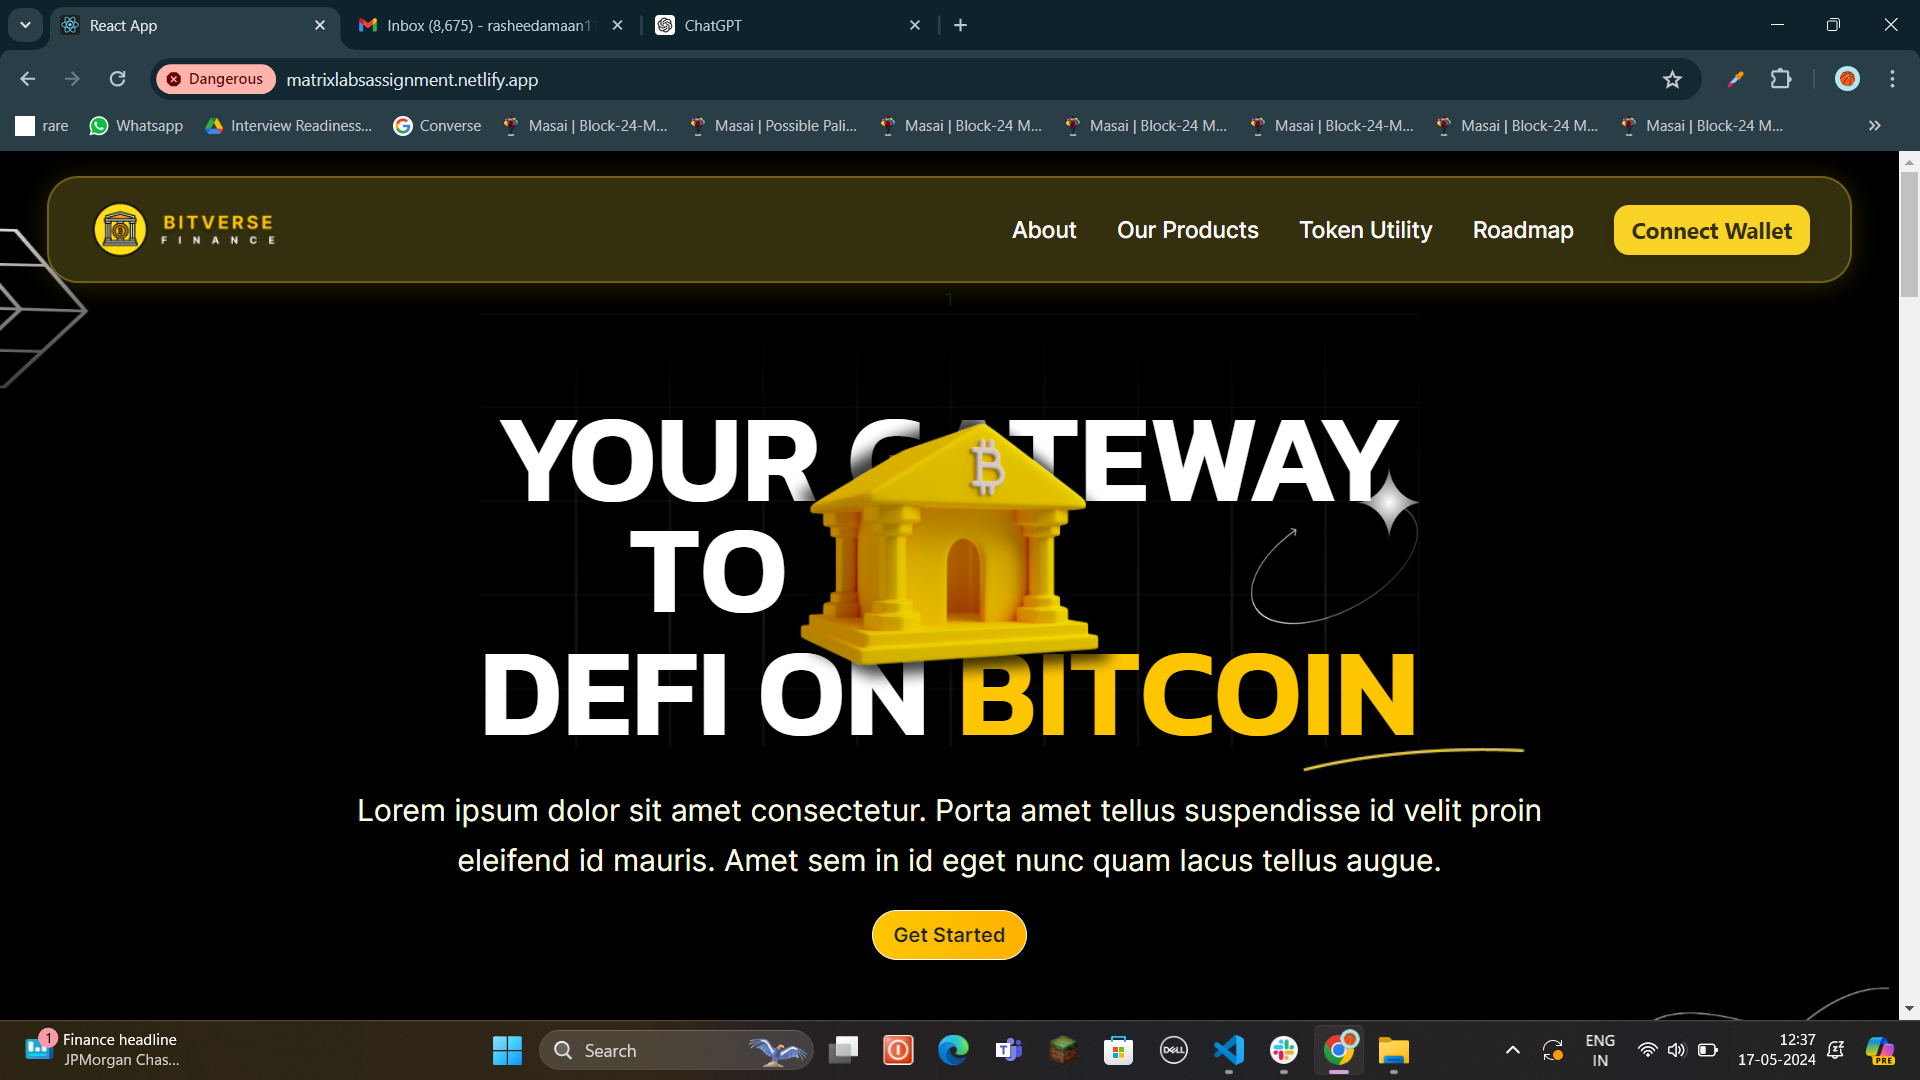 React App
Inbox (8,675) - rasheedamaan1
ChatGPT
Dangerous
matrixlabsassignment.netlify.app
rare
Whatsapp
Interview Readiness...
Converse
Masai | Block-24-M...
Masai | Possible Pali...
Masai | Block-24 M...
Masai | Block-24 M...
Masai | Block-24-M...
Masai | Block-24 M...
Masai | Block-24 M...
BITVERSE
FINANCE
About
Our Products
Token Utility
Roadmap
Connect Wallet
1
YOUR GATEWAY
TO
DEFI ON BITCOIN
Lorem ipsum dolor sit amet consectetur. Porta amet tellus suspendisse id velit proin
eleifend id mauris. Amet sem in id eget nunc quam lacus tellus augue.
Get Started
1
Finance headline
JPMorgan Chas...
Search
DELL
PRE
ENG
IN
12:37
17-05-2024